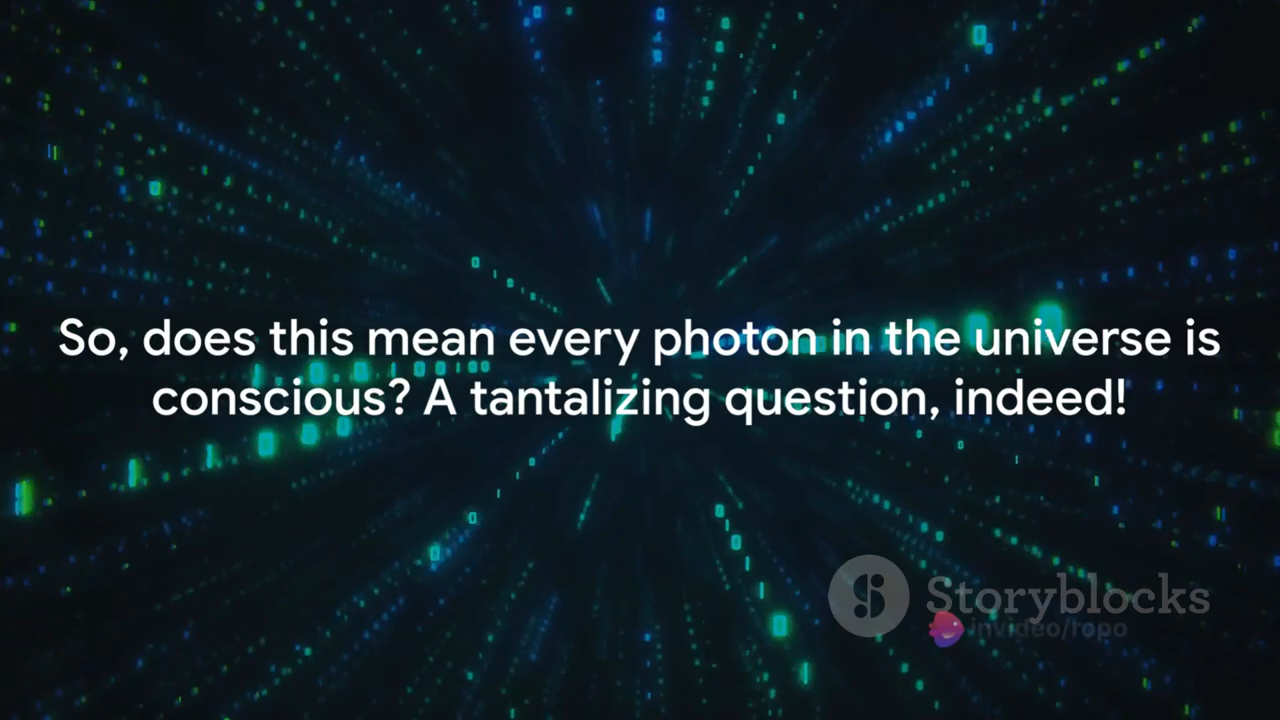 So, does this mean every photon in the universe is
conscious? A tantalizing question, indeed!
Storyblocks
invideo/ropo